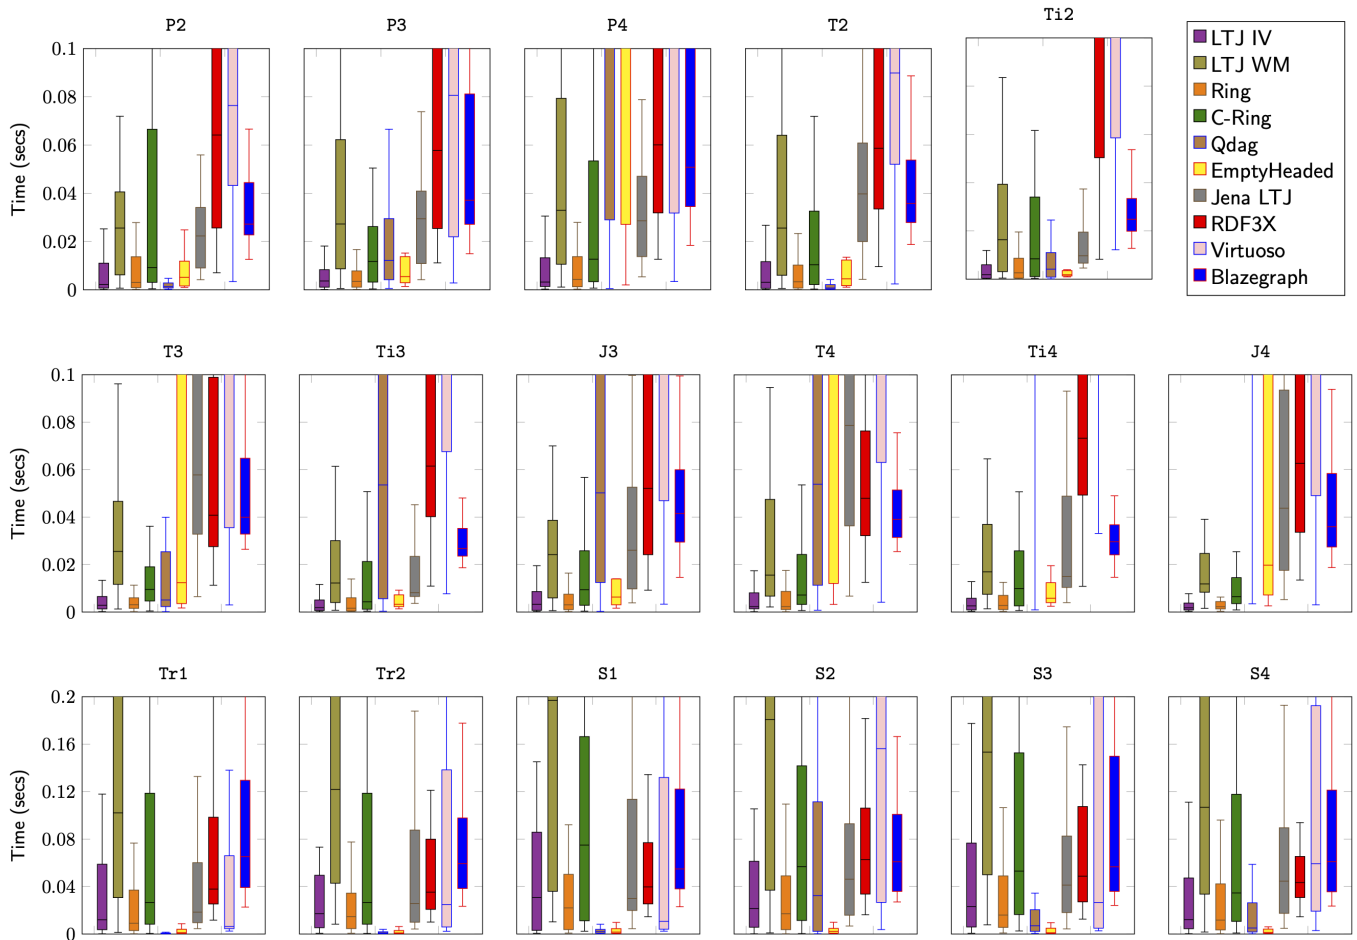 P2
P3
P4
T2
Ti2
0.1
0.08
0.06
0.04
0.02
0
Time (secs)
LTJ IV
LTJ WM
Ring
C-Ring
Qdag
EmptyHeaded
Jena LTJ
RDF3X
Virtuoso
Blazegraph
T3
Ti3
J3
T4
Ti4
J4
0.1
0.08
0.06
0.04
0.02
0
Time (secs)
Tr1
Tr2
S1
S2
S3
S4
0.2
0.16
0.12
0.08
0.04
0
Time (secs)